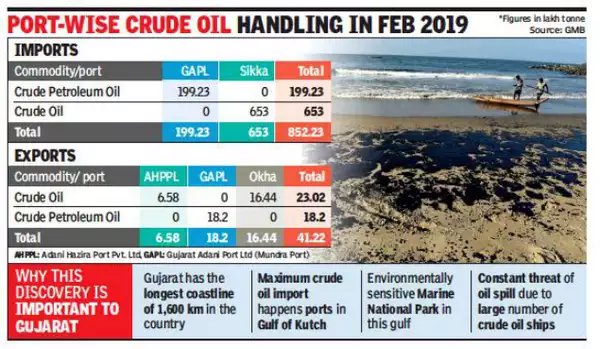 PORT-WISE CRUDE OIL HANDLING IN FEB 2019
*Figures in lakh tonne
Source: GMB
IMPORTS
Commodity/port GAPL Sikka Total
Crude Petroleum Oil 199.23 0 199.23
Crude Oil 0 653 653
Total 199.23 653 852.23
EXPORTS
Commodity/ port AHPPL GAPL Okha Total
Crude Oil 6.58 0 16.44 23.02
Crude Petroleum Oil 0 18.2 0 18.2
Total 6.58 18.2 16.44 41.22
AHPPL: Adani Hazira Port Pvt. Ltd, GAPL: Gujarat Adani Port Ltd (Mundra Port)
WHY THIS
DISCOVERY IS
IMPORTANT TO
GUJARAT
Gujarat has the
longest coastline
of 1,600 km in the
country
Maximum crude
oil import
happens ports in
Gulf of Kutch
Environmentally
sensitive Marine
National Park in
this gulf
Constant threat of
oil spill due to
large number of
crude oil ships